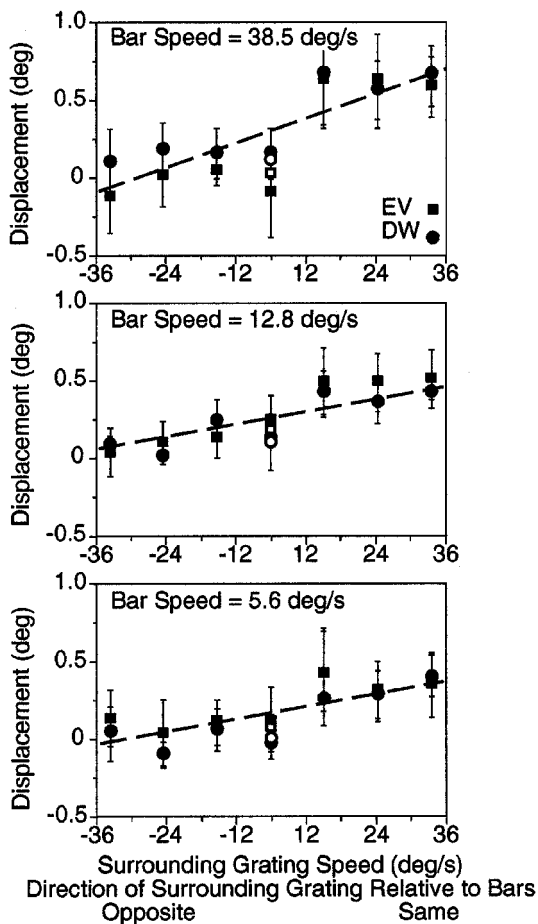 Bar Speed = 38.5 deg/s
1.0
0.5
0
-0.5
Displacement (deg)
EV
DW
-36 -24 -12 12 24 36
Bar Speed = 12.8 deg/s
1.0
0.5
0
-0.5
Displacement (deg)
-36 -24 -12 12 24 36
Bar Speed = 5.6 deg/s
1.0
0.5
0
-0.5
Displacement (deg)
-36 -24 -12 12 24 36
Surrounding Grating Speed (deg/s)
Direction of Surrounding Grating Relative to Bars
Opposite Same